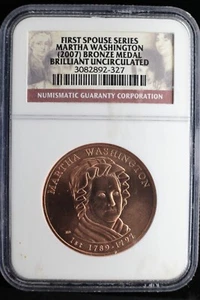 FIRST SPOUSE SERIES
MARTHA WASHINGTON
(2007) BRONZE MEDAL
BRILLIANT UNCIRCULATED
3082892-327
NUMISMATIC GUARANTY CORPORATION
MARTHA WASHINGTON
1ST 1789-1797